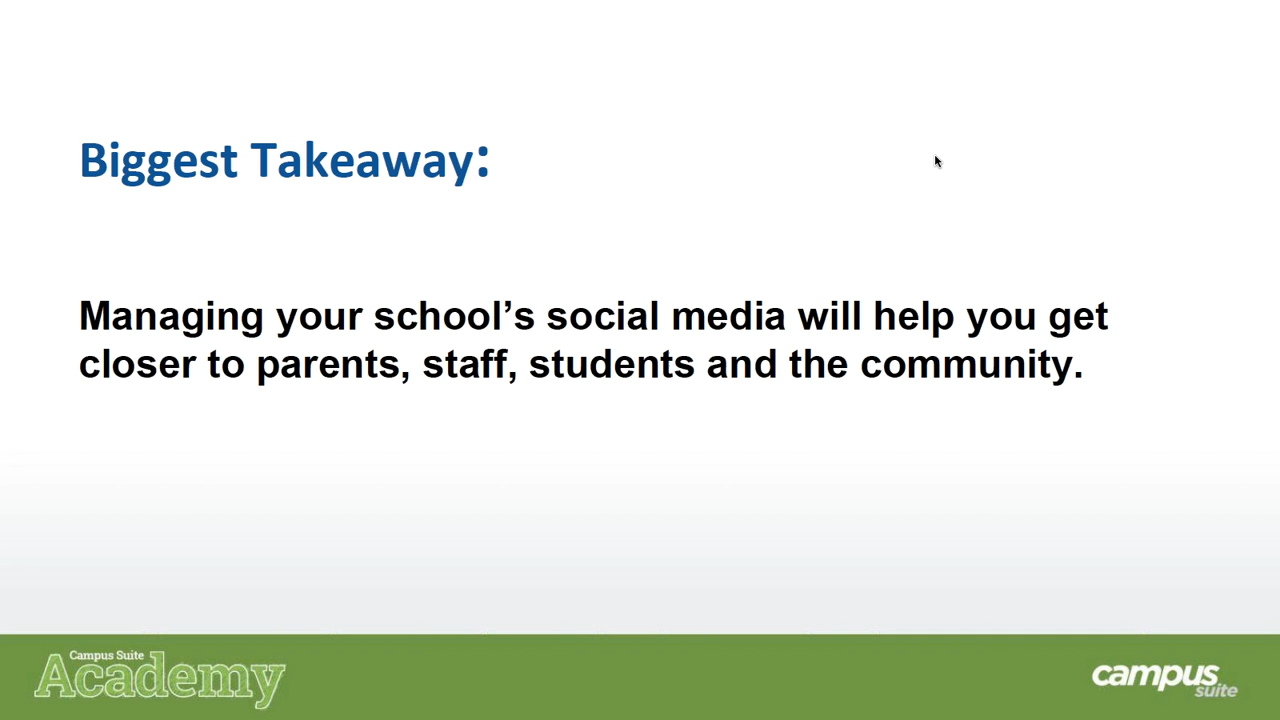 Biggest Takeaway:
Managing your school’s social media will help you get
closer to parents, staff, students and the community.
Campus Suite
Academy
campus
suite